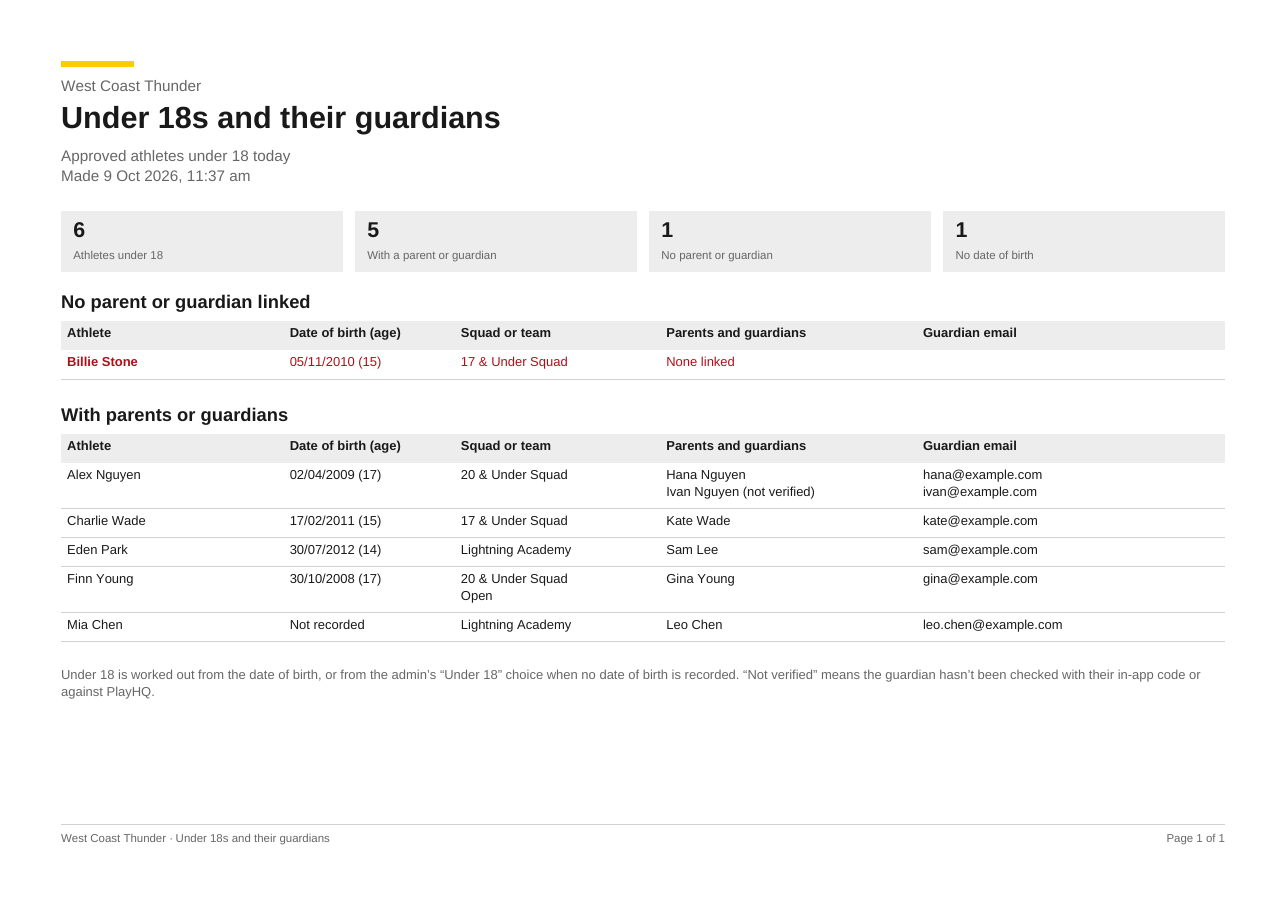 West Coast Thunder
Under 18s and their guardians
Approved athletes under 18 today
Made 9 Oct 2026, 11:37 am
6
Athletes under 18
5
With a parent or guardian
1
No parent or guardian
1
No date of birth
No parent or guardian linked
Athlete Date of birth (age) Squad or team Parents and guardians Guardian email
Billie Stone 05/11/2010 (15) 17 & Under Squad None linked
With parents or guardians
Athlete Date of birth (age) Squad or team Parents and guardians Guardian email
Alex Nguyen 02/04/2009 (17) 20 & Under Squad Hana Nguyen hana@example.com
Ivan Nguyen (not verified) ivan@example.com
Charlie Wade 17/02/2011 (15) 17 & Under Squad Kate Wade kate@example.com
Eden Park 30/07/2012 (14) Lightning Academy Sam Lee sam@example.com
Finn Young 30/10/2008 (17) 20 & Under Squad Gina Young gina@example.com
Open
Mia Chen Not recorded Lightning Academy Leo Chen leo.chen@example.com
Under 18 is worked out from the date of birth, or from the admin’s “Under 18” choice when no date of birth is recorded. “Not verified” means the guardian hasn’t been checked with their in-app code or
against PlayHQ.
West Coast Thunder · Under 18s and their guardians Page 1 of 1